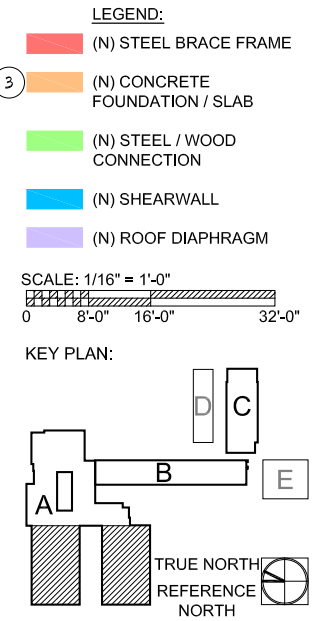 LEGEND:
(N) STEEL BRACE FRAME
3
(N) CONCRETE
FOUNDATION / SLAB
(N) STEEL / WOOD
CONNECTION
(N) SHEARWALL
(N) ROOF DIAPHRAGM
SCALE: 1/16" = 1'-0"
0 8'-0" 16'-0" 32'-0"
KEY PLAN:
D C
B
E
A
TRUE NORTH
REFERENCE
NORTH